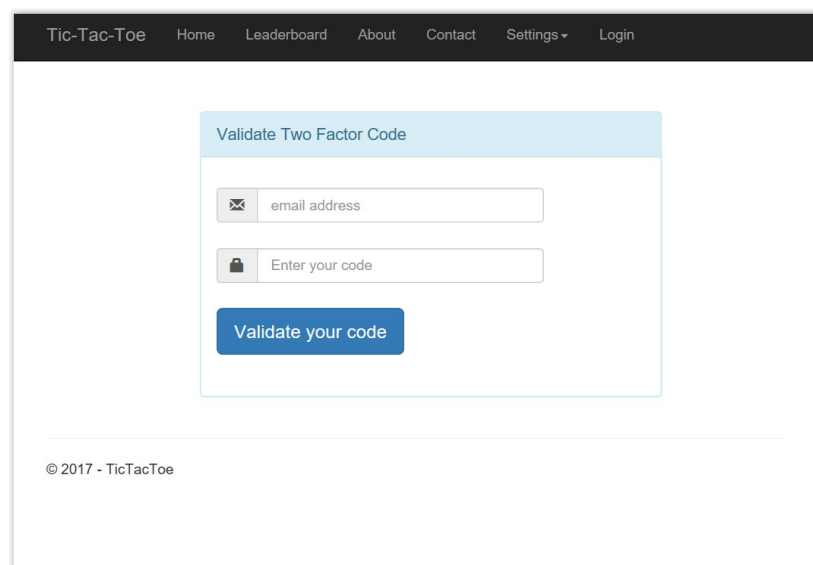 Tic-Tac-Toe Home Leaderboard About Contact Settings Login
Validate Two Factor Code
email address
Enter your code
Validate your code
© 2017 - TicTacToe